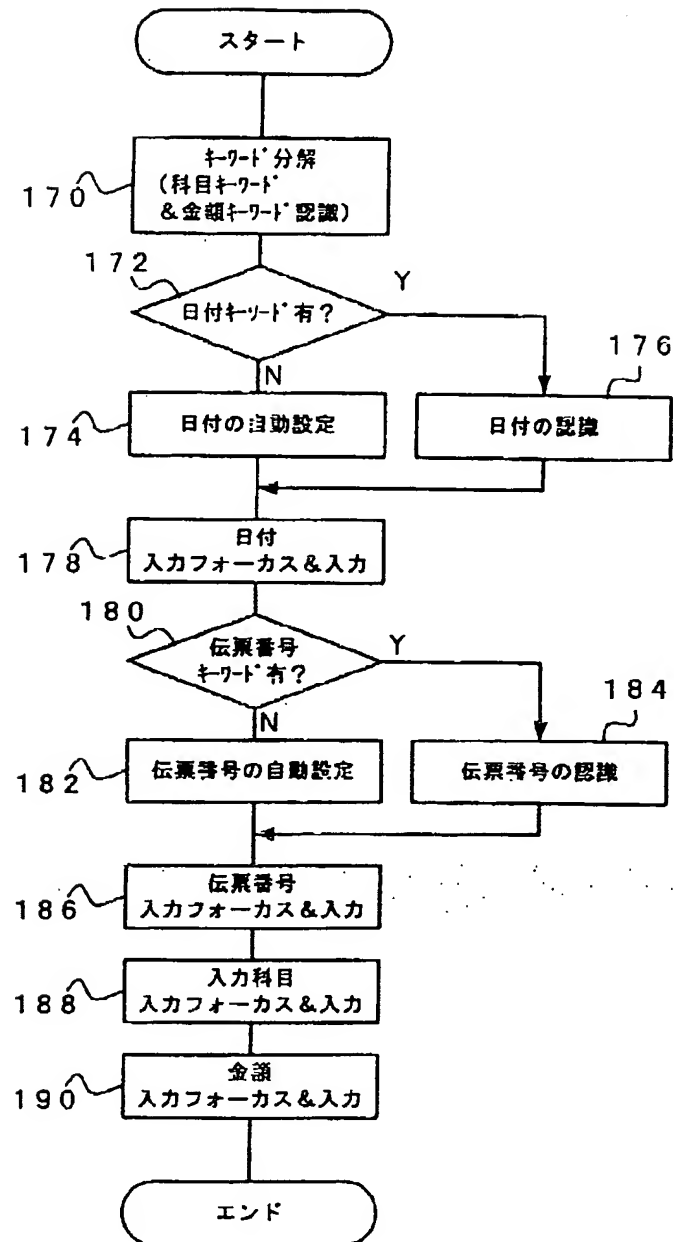 スタート
170
ｷｰﾜｰﾄﾞ分解
(科目ｷｰﾜｰﾄﾞ
&金額ｷｰﾜｰﾄﾞ認識)
172
日付ｷｰﾜｰﾄﾞ有?
Y
N
174
日付の自動設定
176
日付の認識
178
日付
入力フォーカス&入力
180
伝票番号
ｷｰﾜｰﾄﾞ有?
Y
N
182
伝票番号の自動設定
184
伝票番号の認識
186
伝票番号
入力フォーカス&入力
188
入力科目
入力フォーカス&入力
190
金額
入力フォーカス&入力
エンド